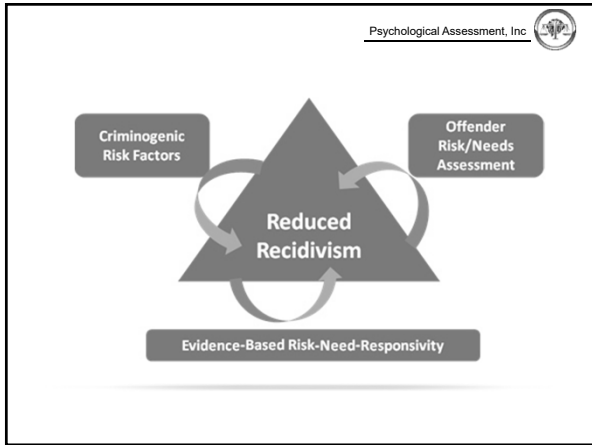 Psychological Assessment, Inc
Criminogenic
Risk Factors
Offender
Risk/Needs
Assessment
Reduced
Recidivism
Evidence-Based Risk-Need-Responsivity